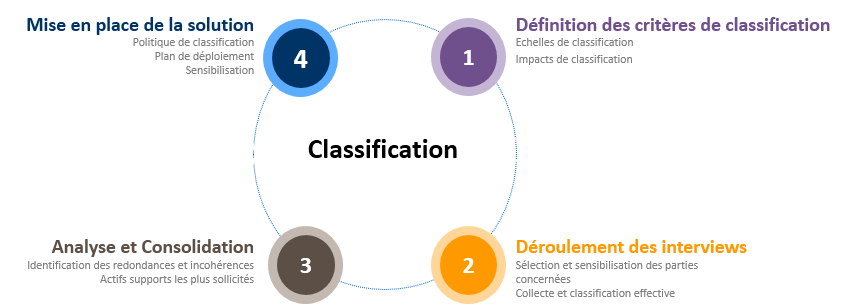 Mise en place de la solution
Politique de classification
Plan de déploiement
Sensibilisation
4
1
Définition des critères de classification
Echelles de classification
Impacts de classification
Classification
Analyse et Consolidation
Identification des redondances et incohérences
Actifs supports les plus sollicités
3
2
Déroulement des interviews
Sélection et sensibilisation des parties
concernées
Collecte et classification effective